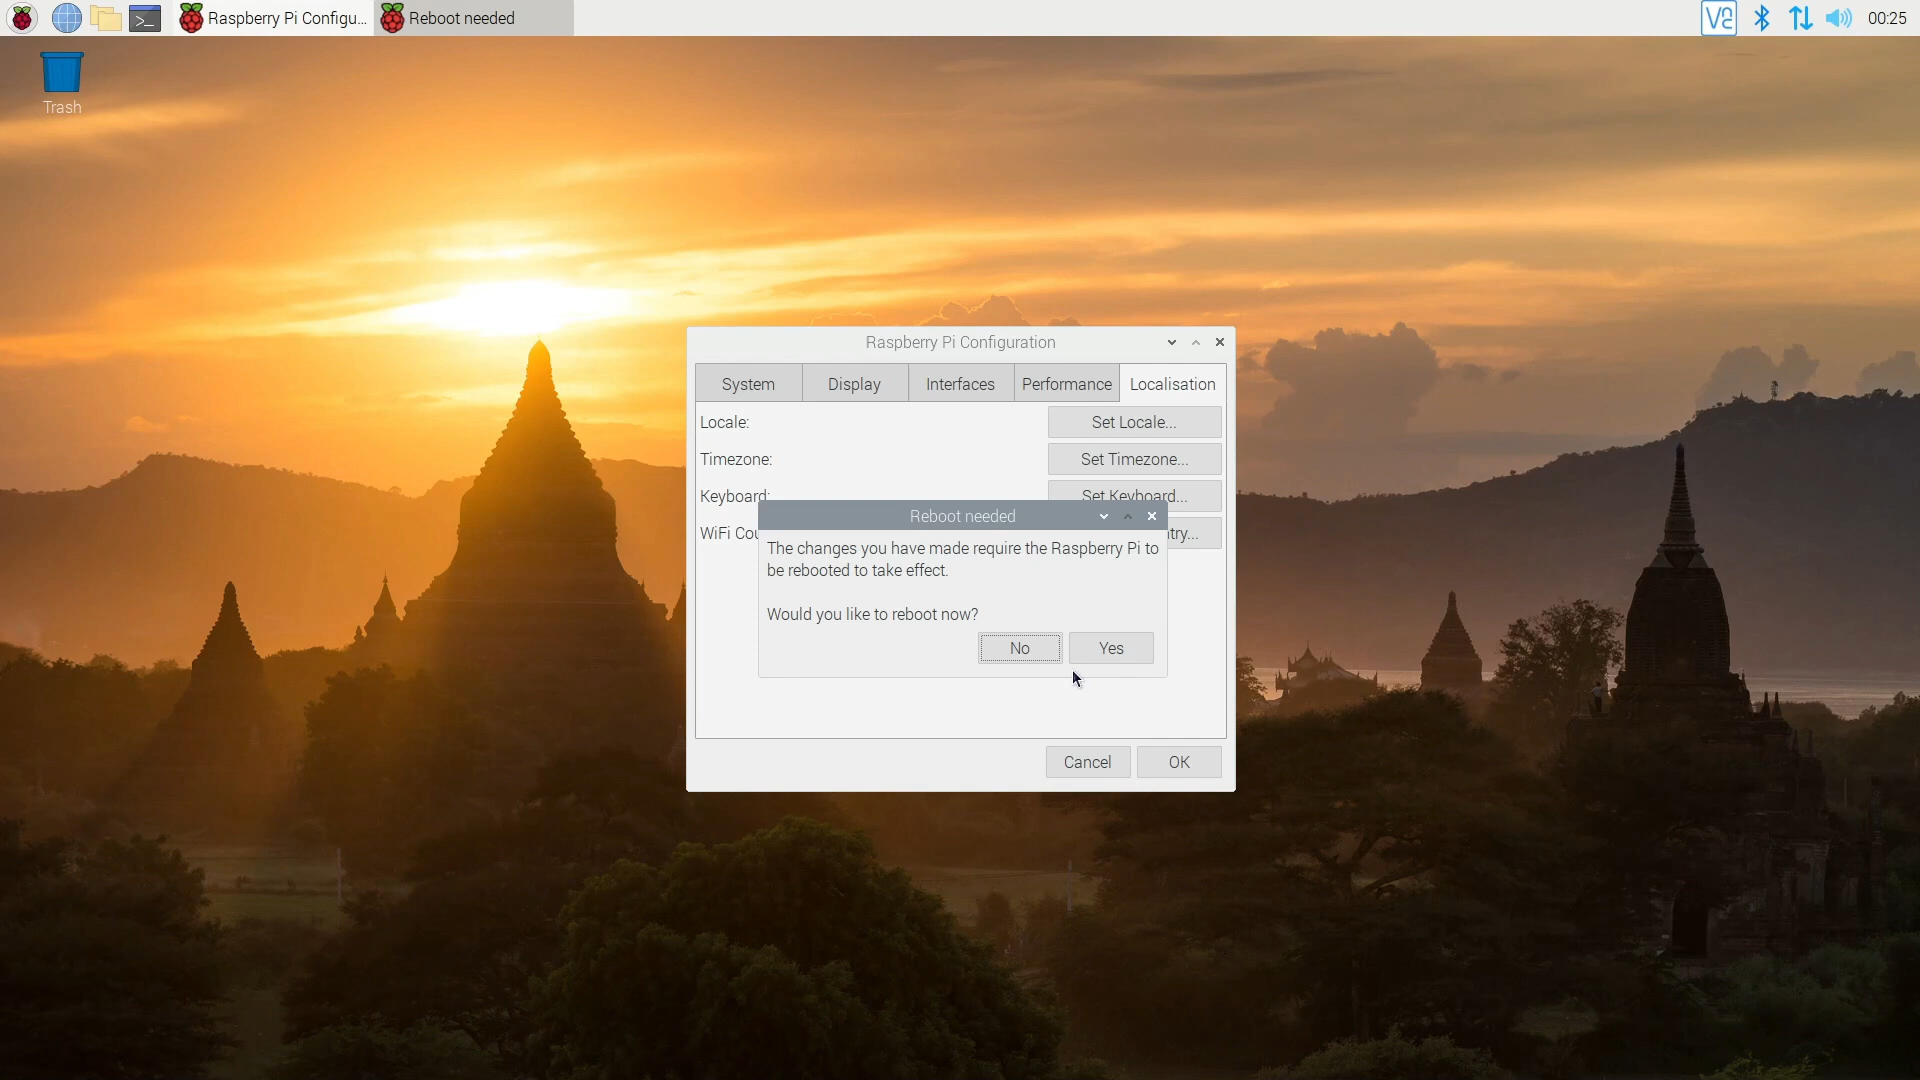 Raspberry Pi Configu... Reboot needed 00:25
Trash
Raspberry Pi Configuration
System Display Interfaces Performance Localisation
Locale: Set Locale...
Timezone: Set Timezone...
Keyboard: Set Keyboard...
WiFi Cou ntry...
Reboot needed
The changes you have made require the Raspberry Pi to
be rebooted to take effect.
Would you like to reboot now?
No Yes
Cancel OK